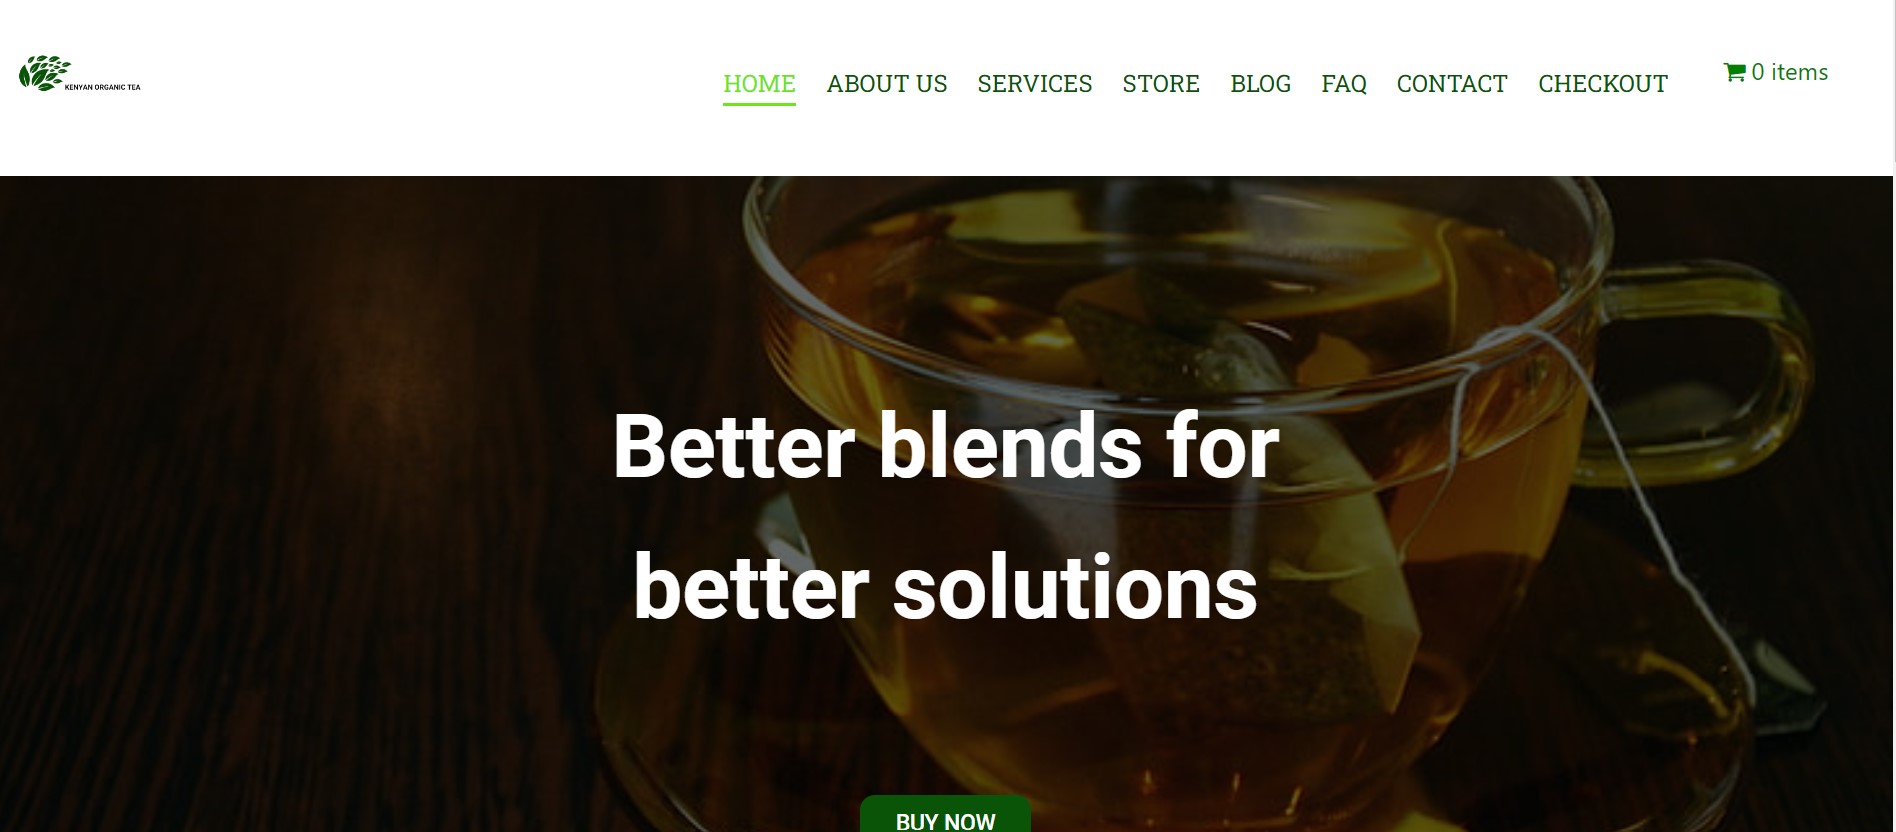 KENYAN ORGANIC TEA
HOME ABOUT US SERVICES STORE BLOG FAQ CONTACT CHECKOUT 0 items
Better blends for
better solutions
BUY NOW